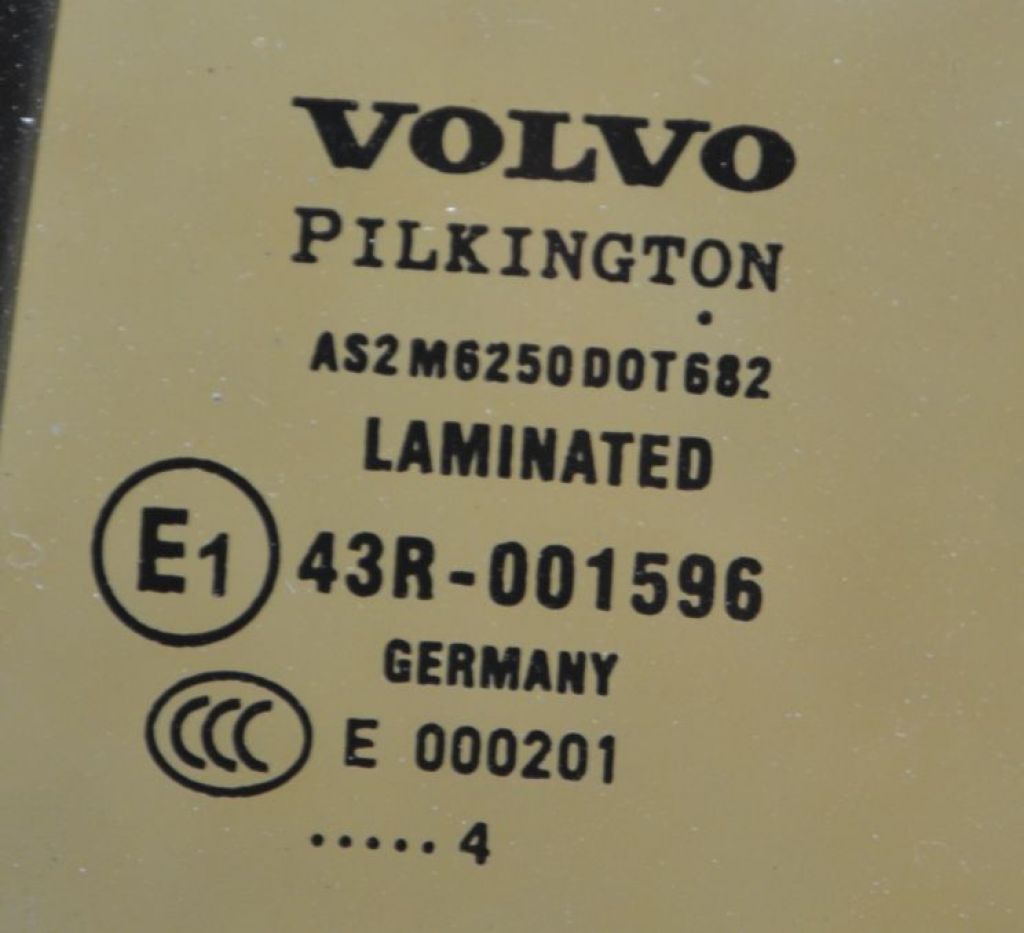 VOLVO
PILKINGTON
.
AS2M6250DOT682
LAMINATED
E1 43R-001596
GERMANY
CCC E 000201
.....4